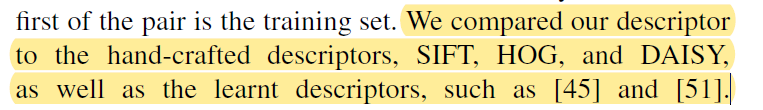 first of the pair is the training set. We compared our descriptor
to the hand-crafted descriptors, SIFT, HOG, and DAISY,
as well as the learnt descriptors, such as [45] and [51].